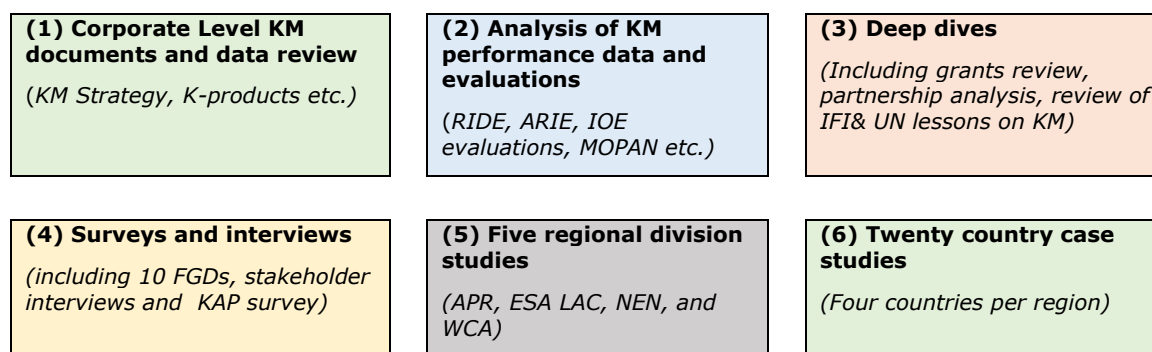 (1) Corporate Level KM
documents and data review
(KM Strategy, K-products etc.)
(2) Analysis of KM
performance data and
evaluations
(RIDE, ARIE, IOE
evaluations, MOPAN etc.)
(3) Deep dives
(Including grants review,
partnership analysis, review of
IFI& UN lessons on KM)
(4) Surveys and interviews
(including 10 FGDs, stakeholder
interviews and  KAP survey)
(5) Five regional division
studies
(APR, ESA LAC, NEN, and
WCA)
(6) Twenty country case
studies
(Four countries per region)